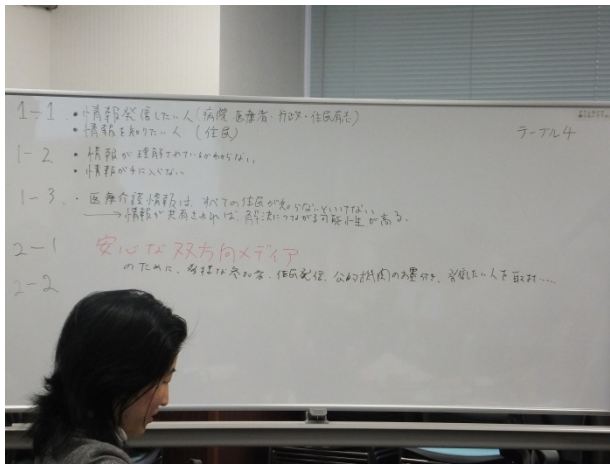 テーブル4
1-1 ・情報発信したい人(病院 医療者・行政・住民有志)
・情報を知りたい人(住民)
1-2 ・情報が理解されているかわからない
・情報が手に入らない
1-3 ・医療介護情報は、すべての住民が知らないといけない
→情報が共有されれば、解決につながる可能性が高る。
2-1 安心な双方向メディア
2-2 のために、多様な参加者、住民発信、公的機関のお墨付き、発信したい人を